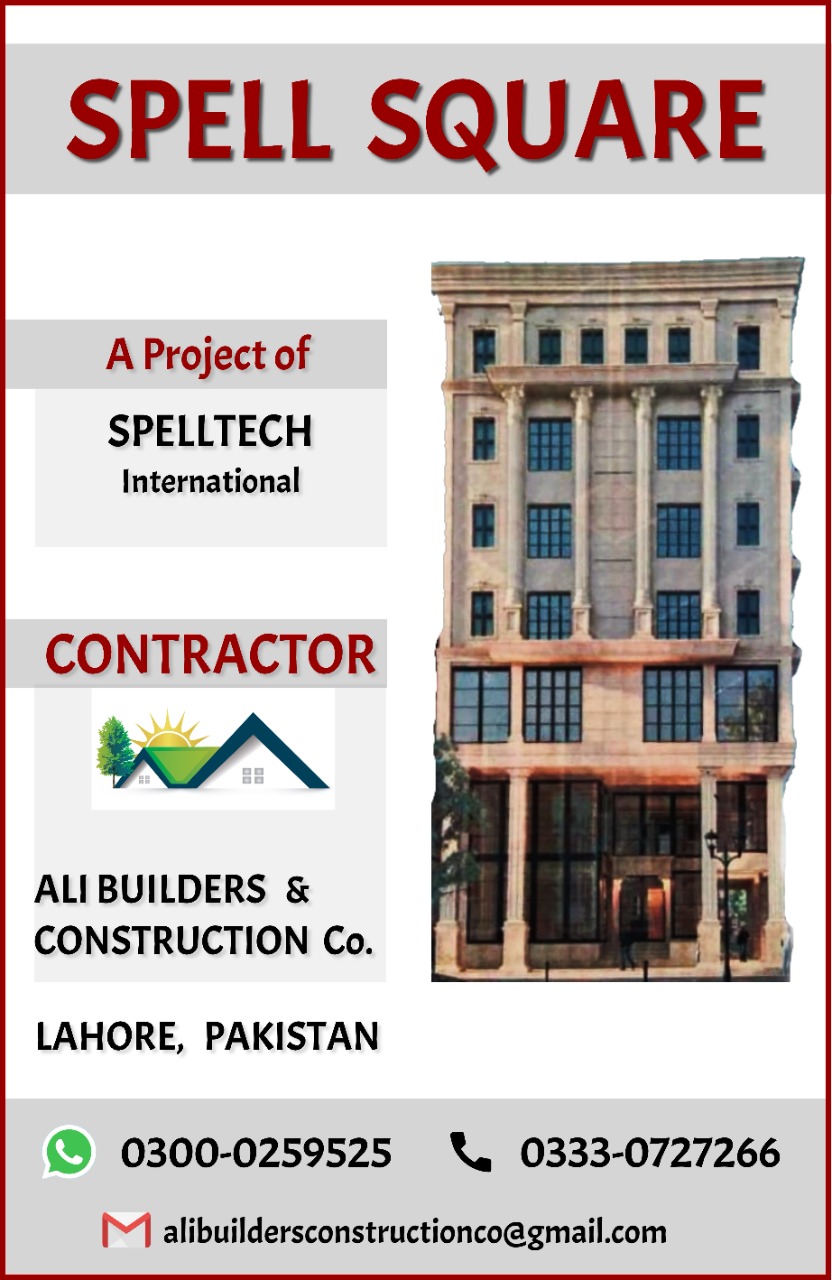 SPELL SQUARE
A Project of
SPELLTECH
International
CONTRACTOR
ALI BUILDERS &
CONSTRUCTION Co.
LAHORE, PAKISTAN
0300-0259525
0333-0727266
alibuildersconstructionco@gmail.com